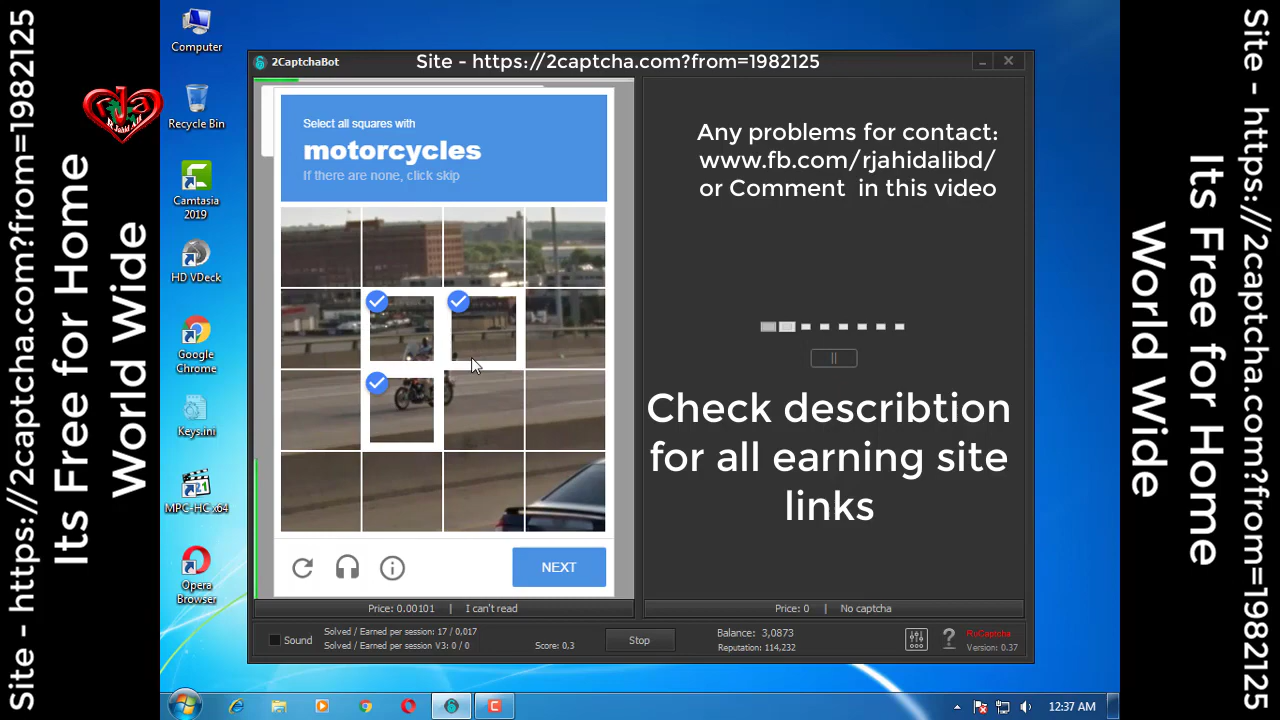 Site - https://2captcha.com?from=1982125
Its Free for Home
World Wide
Computer
Recycle Bin
Camtasia
2019
HD VDeck
Google
Chrome
Keys.ini
MPC-HC x64
Opera
Browser
2CaptchaBot
Site - https://2captcha.com?from=1982125
Select all squares with
motorcycles
If there are none, click skip
NEXT
Price: 0.00101 | I can't read
Any problems for contact:
www.fb.com/rjahidalibd/
or Comment in this video
Check describtion
for all earning site
links
Price: 0 | No captcha
Sound
Solved / Earned per session: 17 / 0,017
Solved / Earned per session V3: 0 / 0
Score: 0.3
Stop
Balance: 3,0873
Reputation: 114,232
RuCaptcha
Version: 0.37
12:37 AM
Site - https://2captcha.com?from=1982125
Its Free for Home
World Wide